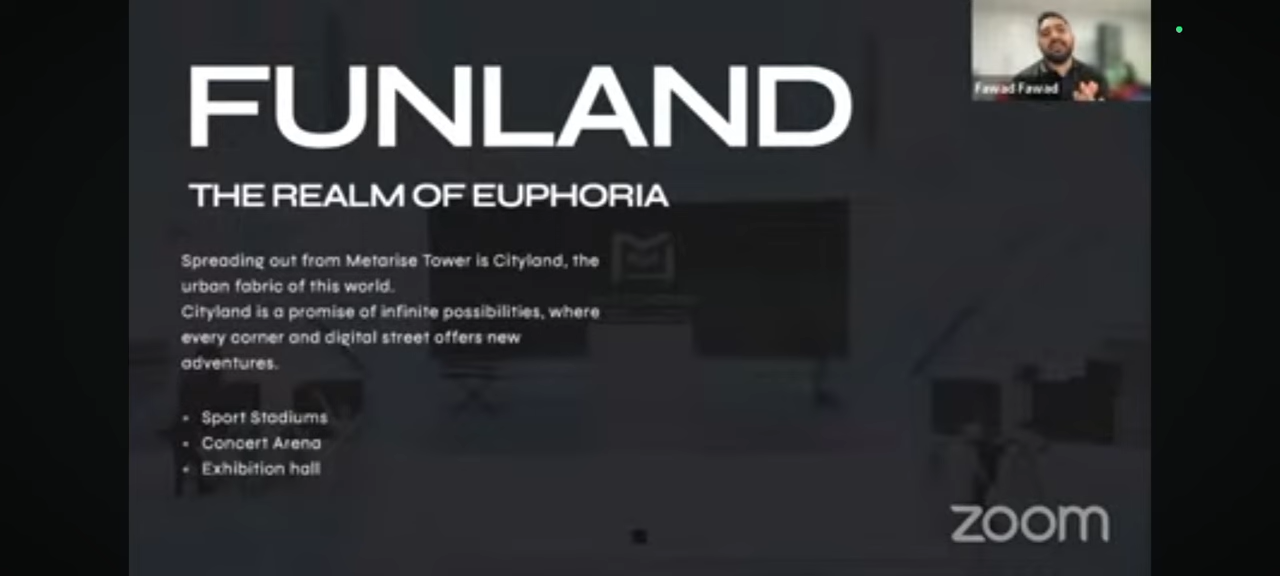 FUNLAND
Fawad Fawad
THE REALM OF EUPHORIA
Spreading out from Metarise Tower is Cityland, the
urban fabric of this world.
Cityland is a promise of infinite possibilities, where
every corner and digital street offers new
adventures.
• Sport Stadiums
• Concert Arena
• Exhibition hall
zoom